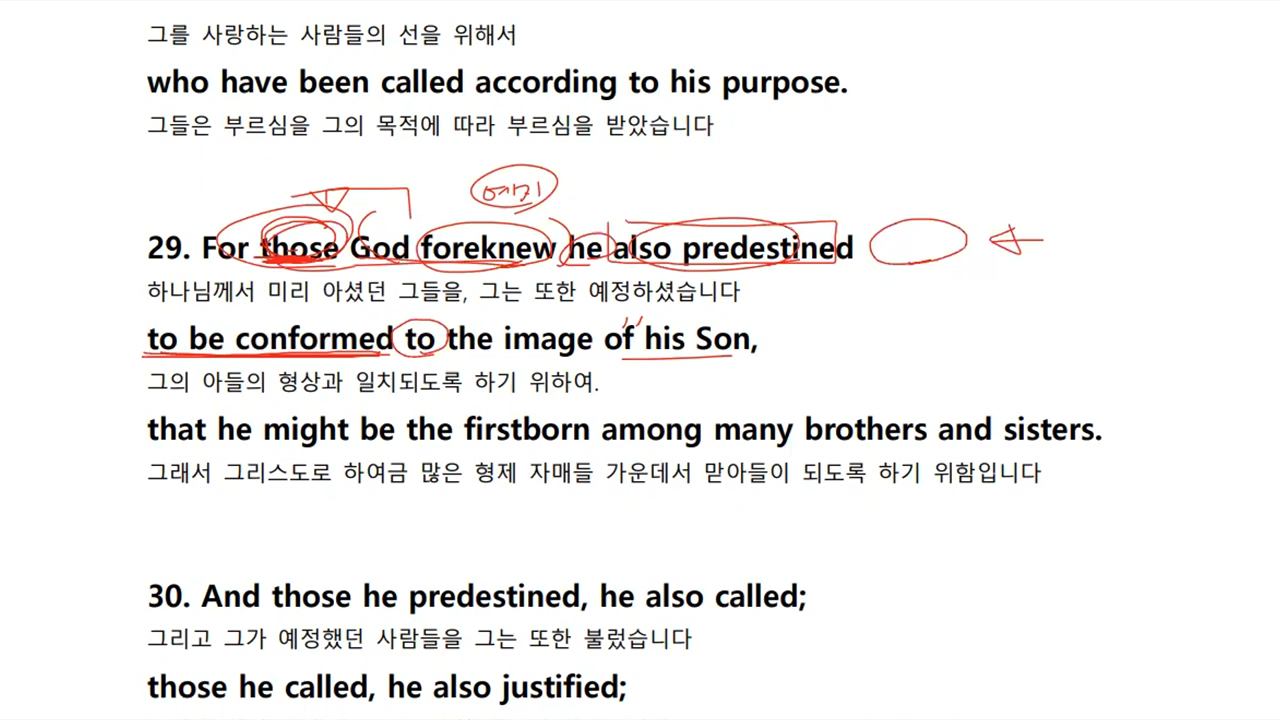 그를 사랑하는 사람들의 선을 위해서
who have been called according to his purpose.
그들은 부르심을 그의 목적에 따라 부르심을 받았습니다
예지
29. For those God foreknew he also predestined
하나님께서 미리 아셨던 그들을, 그는 또한 예정하셨습니다
to be conformed to the image of his Son,
그의 아들의 형상과 일치되도록 하기 위하여.
that he might be the firstborn among many brothers and sisters.
그래서 그리스도로 하여금 많은 형제 자매들 가운데서 맏아들이 되도록 하기 위함입니다
30. And those he predestined, he also called;
그리고 그가 예정했던 사람들을 그는 또한 불렀습니다
those he called, he also justified;